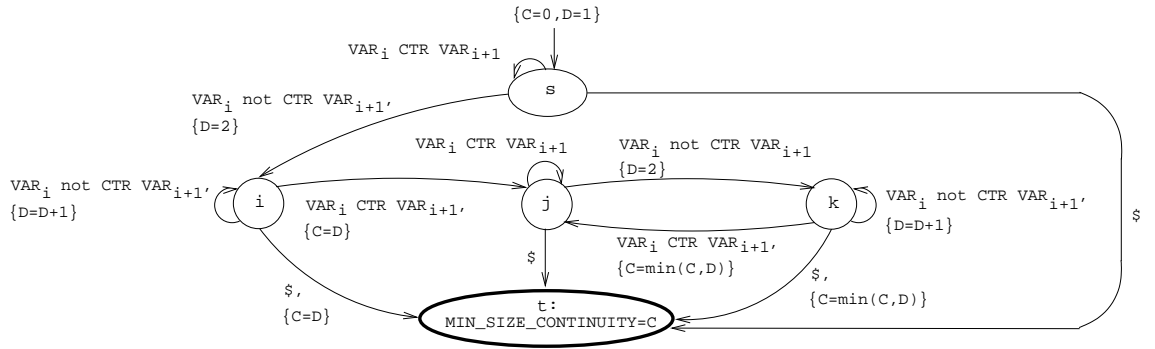 {C=0,D=1}
VAR_i CTR VAR_i+1
s
VAR_i not CTR VAR_i+1,
{D=2}
VAR_i CTR VAR_i+1
VAR_i not CTR VAR_i+1
{D=2}
VAR_i not CTR VAR_i+1,
{D=D+1}
i
j
k
VAR_i not CTR VAR_i+1,
{D=D+1}
VAR_i CTR VAR_i+1,
{C=D}
$
VAR_i CTR VAR_i+1,
{C=min(C,D)}
$
$,
{C=min(C,D)}
$,
{C=D}
t:
MIN_SIZE_CONTINUITY=C